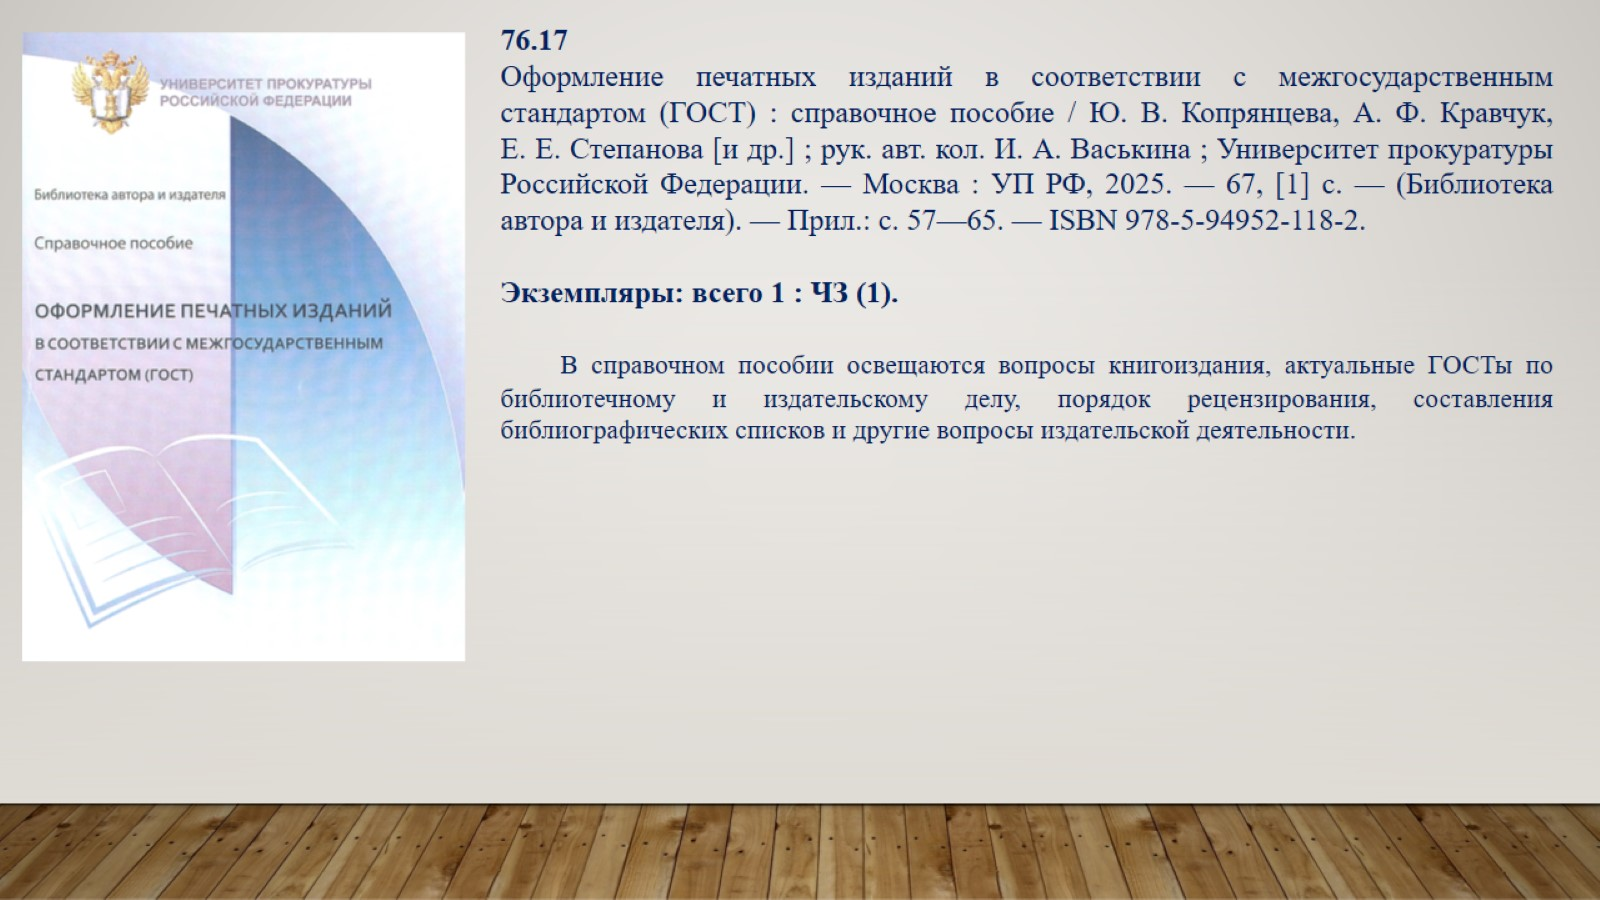 УНИВЕРСИТЕТ ПРОКУРАТУРЫ
РОССИЙСКОЙ ФЕДЕРАЦИИ
Библиотека автора и издателя
Справочное пособие
ОФОРМЛЕНИЕ ПЕЧАТНЫХ ИЗДАНИЙ
В СООТВЕТСТВИИ С МЕЖГОСУДАРСТВЕННЫМ
СТАНДАРТОМ (ГОСТ)
76.17
Оформление печатных изданий в соответствии с межгосударственным
стандартом (ГОСТ) : справочное пособие / Ю. В. Копрянцева, А. Ф. Кравчук,
Е. Е. Степанова [и др.] ; рук. авт. кол. И. А. Васькина ; Университет прокуратуры
Российской Федерации. — Москва : УП РФ, 2025. — 67, [1] с. — (Библиотека
автора и издателя). — Прил.: с. 57—65. — ISBN 978-5-94952-118-2.
Экземпляры: всего 1 : ЧЗ (1).
В справочном пособии освещаются вопросы книгоиздания, актуальные ГОСТы по
библиотечному и издательскому делу, порядок рецензирования, составления
библиографических списков и другие вопросы издательской деятельности.